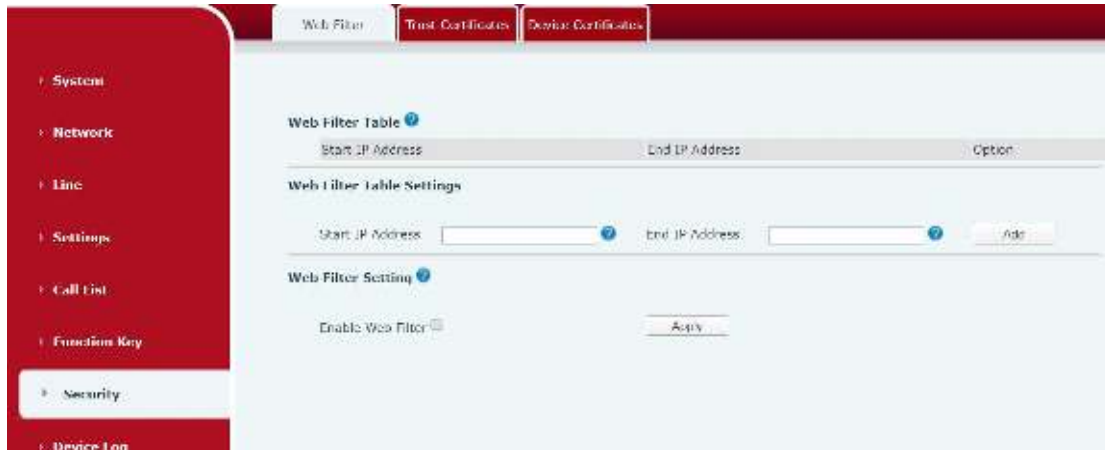 Web Filter Trust Certificates Device Certificates
System
Network
Line
Settings
Call List
Function Key
Security
Device Log
Web Filter Table
Start IP Address End IP Address Option
Web Filter Table Settings
Start IP Address End IP Address Add
Web Filter Setting
Enable Web Filter Apply